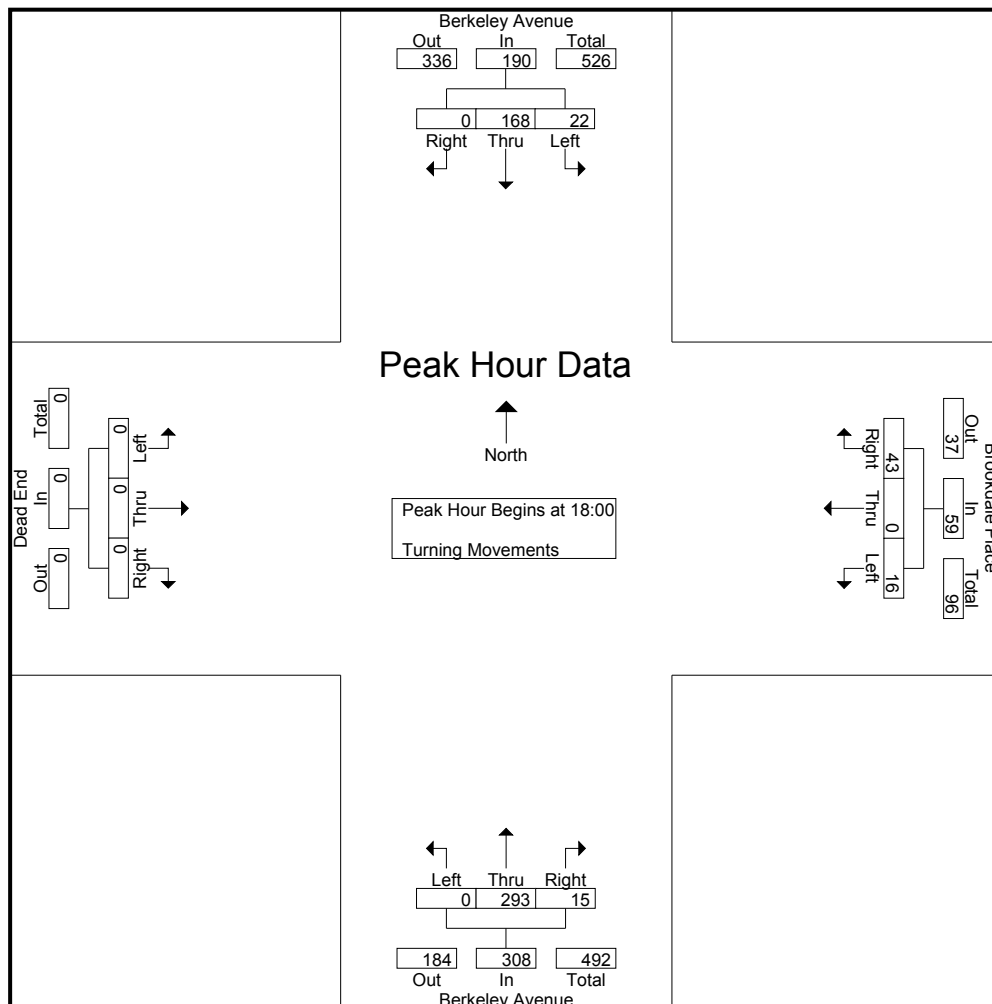 Berkeley Avenue
Out In Total
336 190 526
0 168 22
Right Thru Left
Peak Hour Data
North
Peak Hour Begins at 18:00
Turning Movements
Dead End
Total In Out
0 0 0
0 0 0
Left Thru Right
Brookdale Place
Out In Total
37 59 96
43 0 16
Right Thru Left
Left Thru Right
0 293 15
184 308 492
Out In Total
Berkeley Avenue